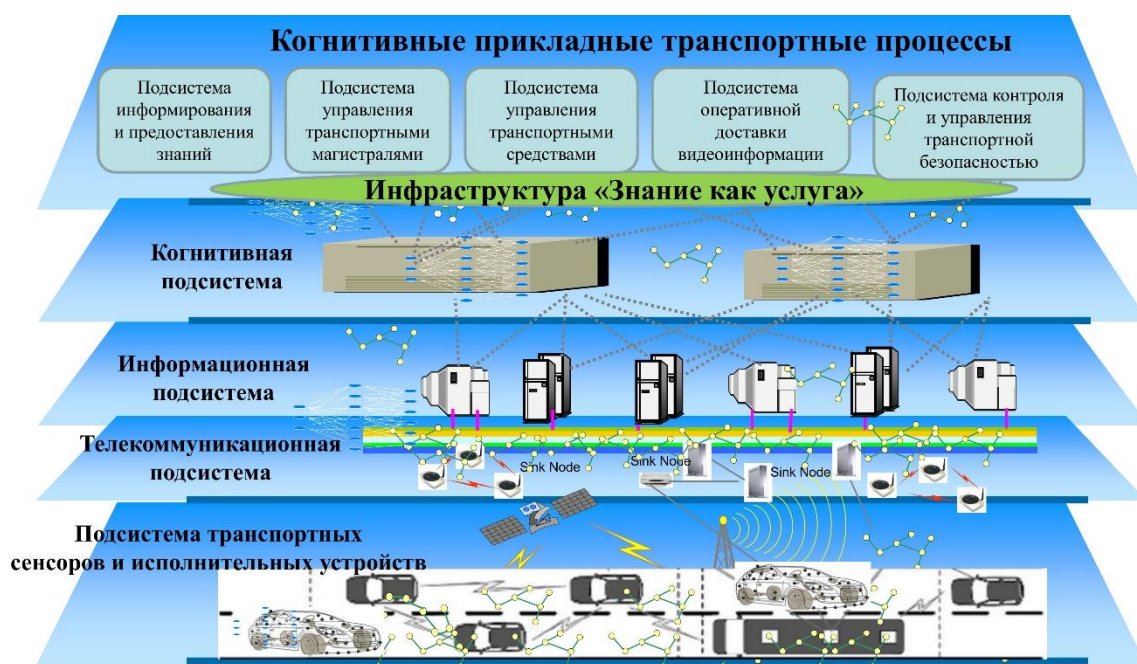 Когнитивные прикладные транспортные процессы
Подсистема
информирования
и предоставления
знаний
Подсистема
управления
транспортными
магистралями
Подсистема
управления
транспортными
средствами
Подсистема
оперативной
доставки
видеоинформации
Подсистема контроля
и управления
транспортной
безопасностью
Инфраструктура «Знание как услуга»
Когнитивная
подсистема
Информационная
подсистема
Телекоммуникационная
подсистема
Sink Node
Sink Node
Sink Node
Подсистема транспортных
сенсоров и исполнительных устройств